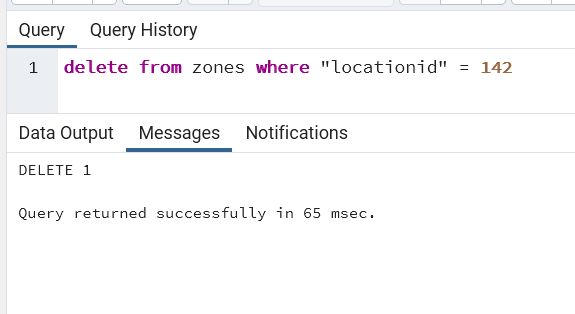 Query Query History
1 delete from zones where "locationid" = 142
Data Output Messages Notifications
DELETE 1
Query returned successfully in 65 msec.